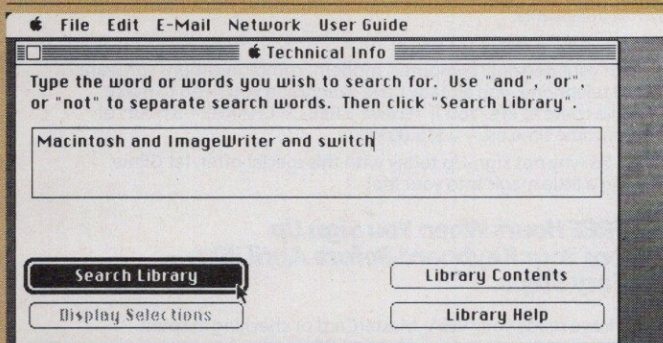 File Edit E-Mail Network User Guide
Technical Info
Type the word or words you wish to search for. Use "and", "or",
or "not" to separate search words. Then click "Search Library".
Macintosh and ImageWriter and switch
Search Library
Library Contents
Display Selections
Library Help